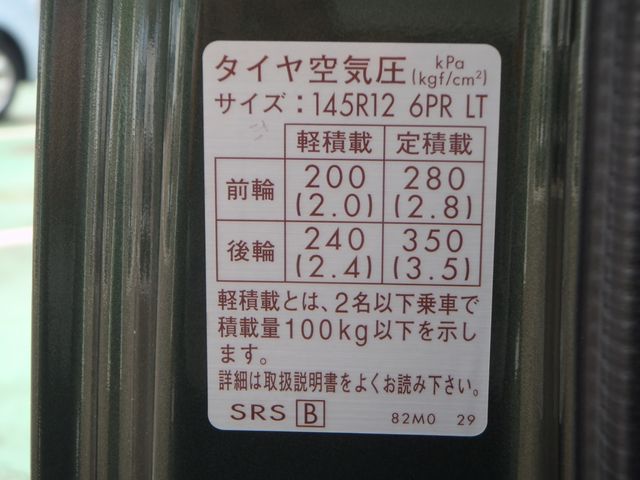 タイヤ空気圧 kPa (kgf/cm²)
サイズ：145R12 6PR LT
軽積載 定積載
前輪 200 (2.0) 280 (2.8)
後輪 240 (2.4) 350 (3.5)
軽積載とは、2名以下乗車で
積載量100kg以下を示し
ます。
詳細は取扱説明書をよくお読み下さい。
SRS B 82M0 29